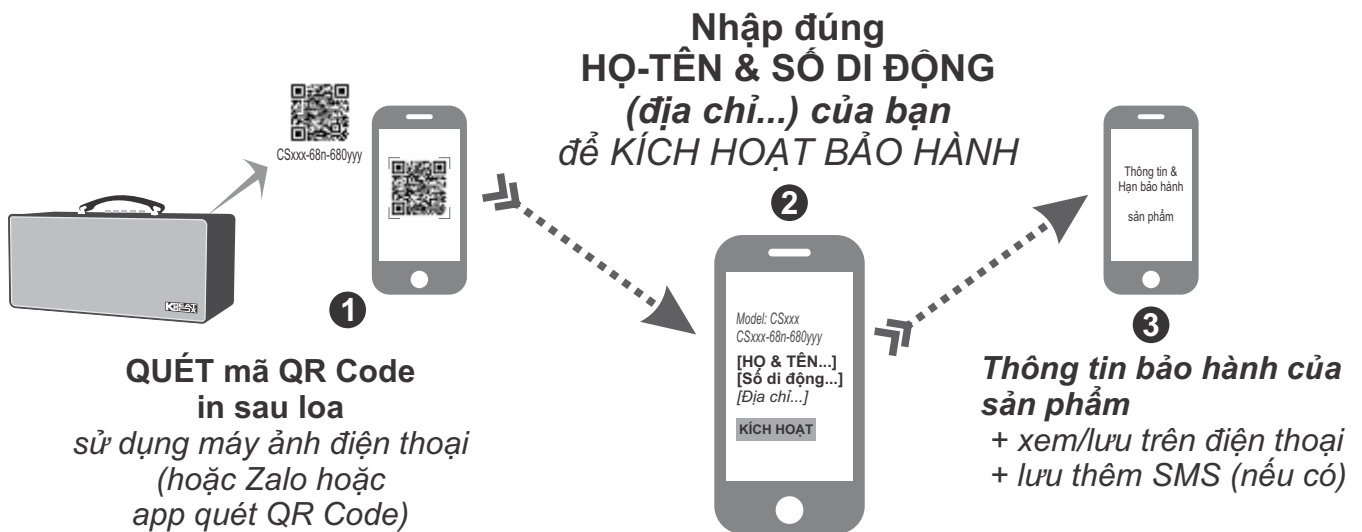 Nhập đúng
HỌ-TÊN & SỐ DI ĐỘNG
(địa chỉ...) của bạn
để KÍCH HOẠT BẢO HÀNH
CSxxx-68n-680yyy
1
QUÉT mã QR Code
in sau loa
sử dụng máy ảnh điện thoại
(hoặc Zalo hoặc
app quét QR Code)
2
Model: CSxxx
CSxxx-68n-680yyy
[HỌ & TÊN...]
[Số di động...]
[Địa chỉ...]
KÍCH HOẠT
Thông tin &
Hạn bảo hành
sản phẩm
3
Thông tin bảo hành của
sản phẩm
+ xem/lưu trên điện thoại
+ lưu thêm SMS (nếu có)